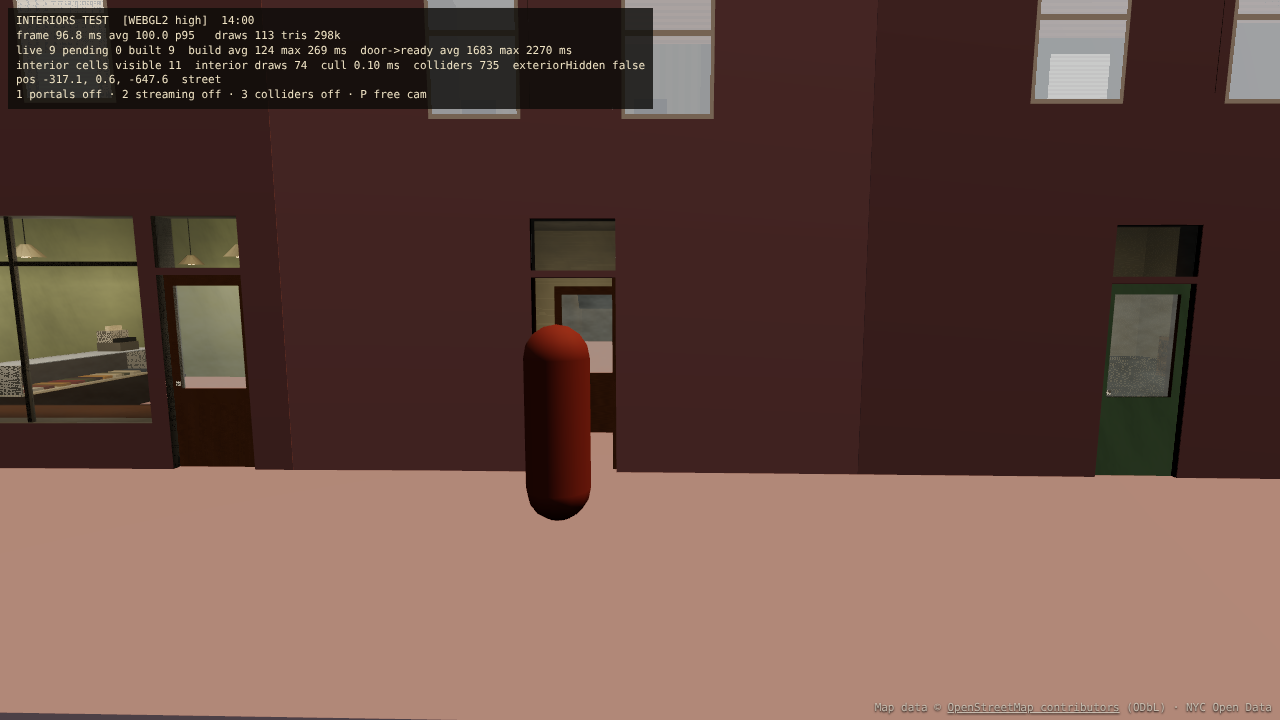 INTERIORS TEST  [WEBGL2 high]  14:00
frame 96.8 ms avg 100.0 p95   draws 113 tris 298k
live 9 pending 0 built 9  build avg 124 max 269 ms  door->ready avg 1683 max 2270 ms
interior cells visible 11  interior draws 74  cull 0.10 ms  colliders 735  exteriorHidden false
pos -317.1, 0.6, -647.6  street
1 portals off · 2 streaming off · 3 colliders off · P free cam
Map data © OpenStreetMap contributors (ODbL) · NYC Open Data